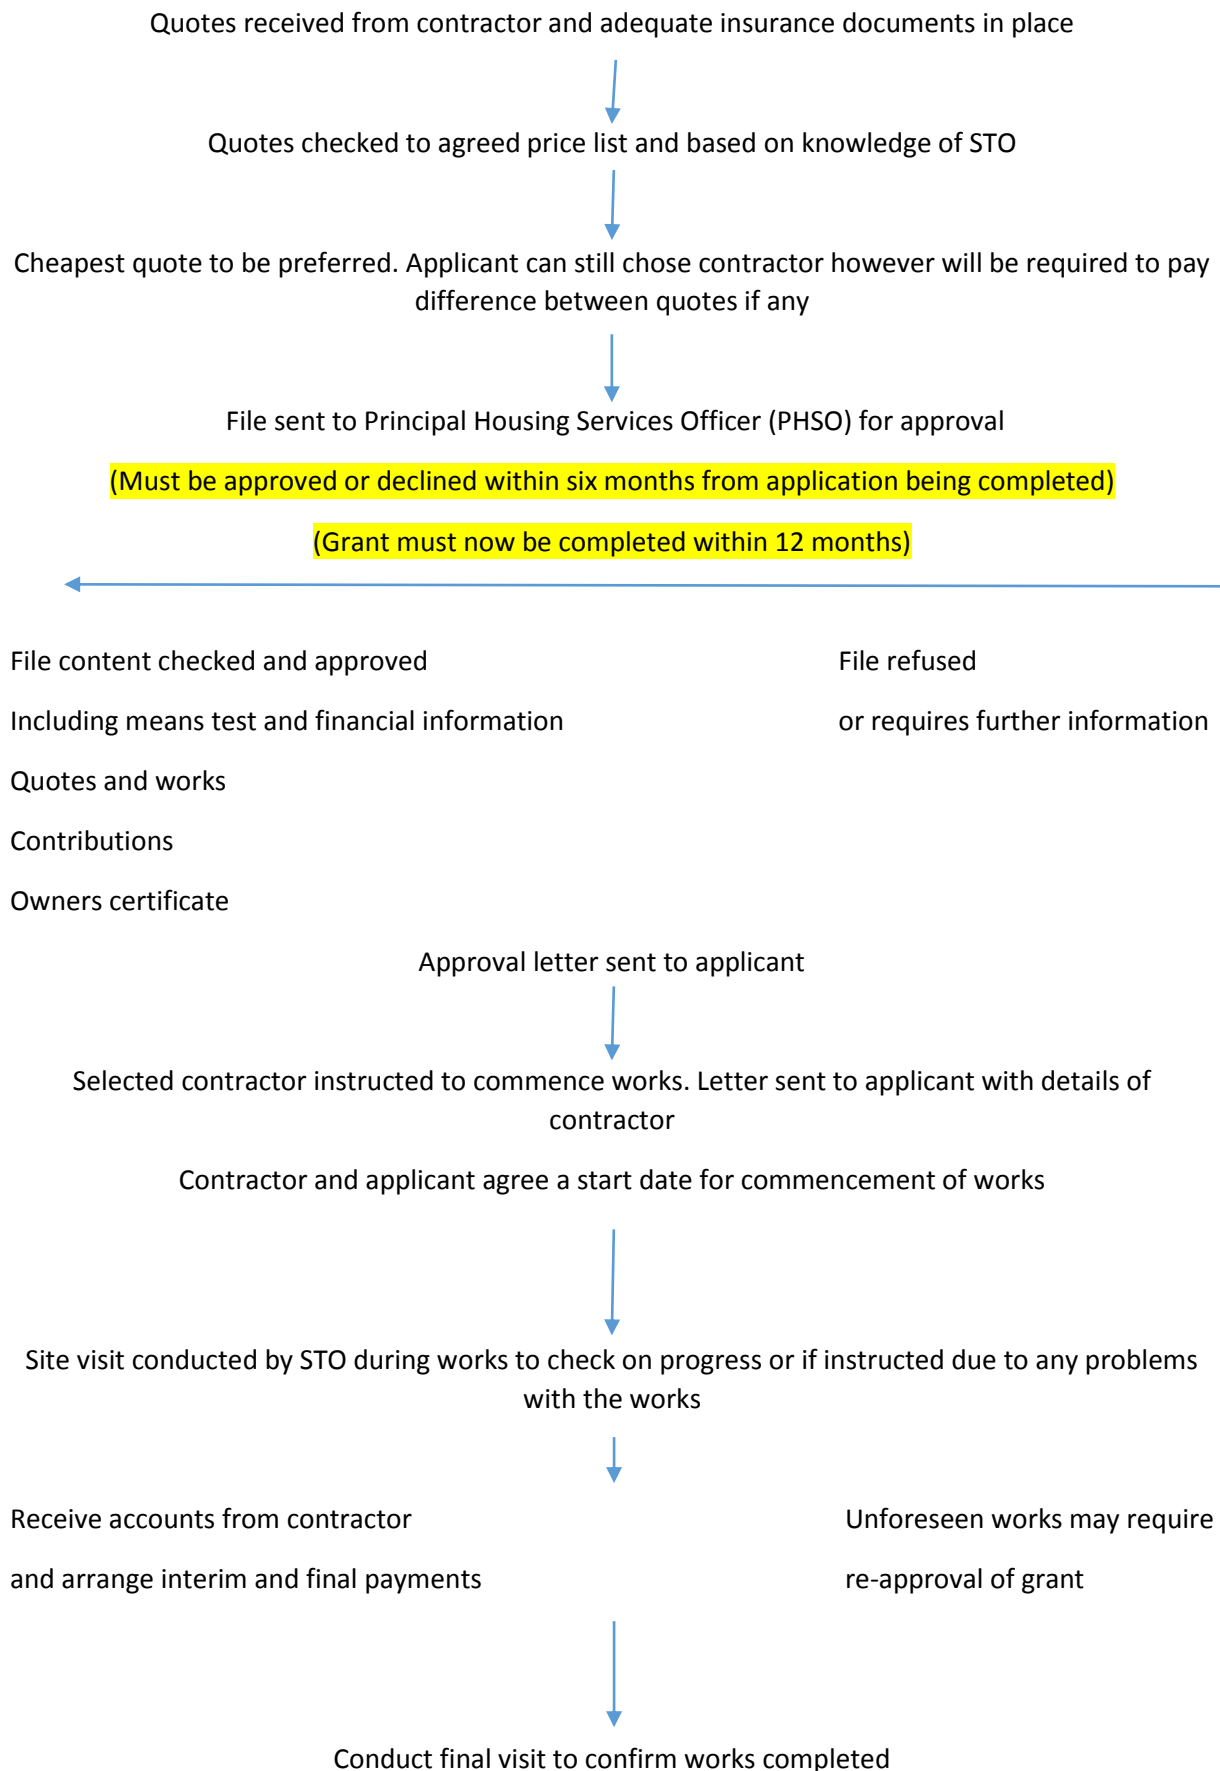 Quotes received from contractor and adequate insurance documents in place
Quotes checked to agreed price list and based on knowledge of STO
Cheapest quote to be preferred. Applicant can still chose contractor however will be required to pay
difference between quotes if any
File sent to Principal Housing Services Officer (PHSO) for approval
(Must be approved or declined within six months from application being completed)
(Grant must now be completed within 12 months)
File content checked and approved
Including means test and financial information
Quotes and works
Contributions
Owners certificate
File refused
or requires further information
Approval letter sent to applicant
Selected contractor instructed to commence works. Letter sent to applicant with details of
contractor
Contractor and applicant agree a start date for commencement of works
Site visit conducted by STO during works to check on progress or if instructed due to any problems
with the works
Receive accounts from contractor
and arrange interim and final payments
Unforeseen works may require
re-approval of grant
Conduct final visit to confirm works completed